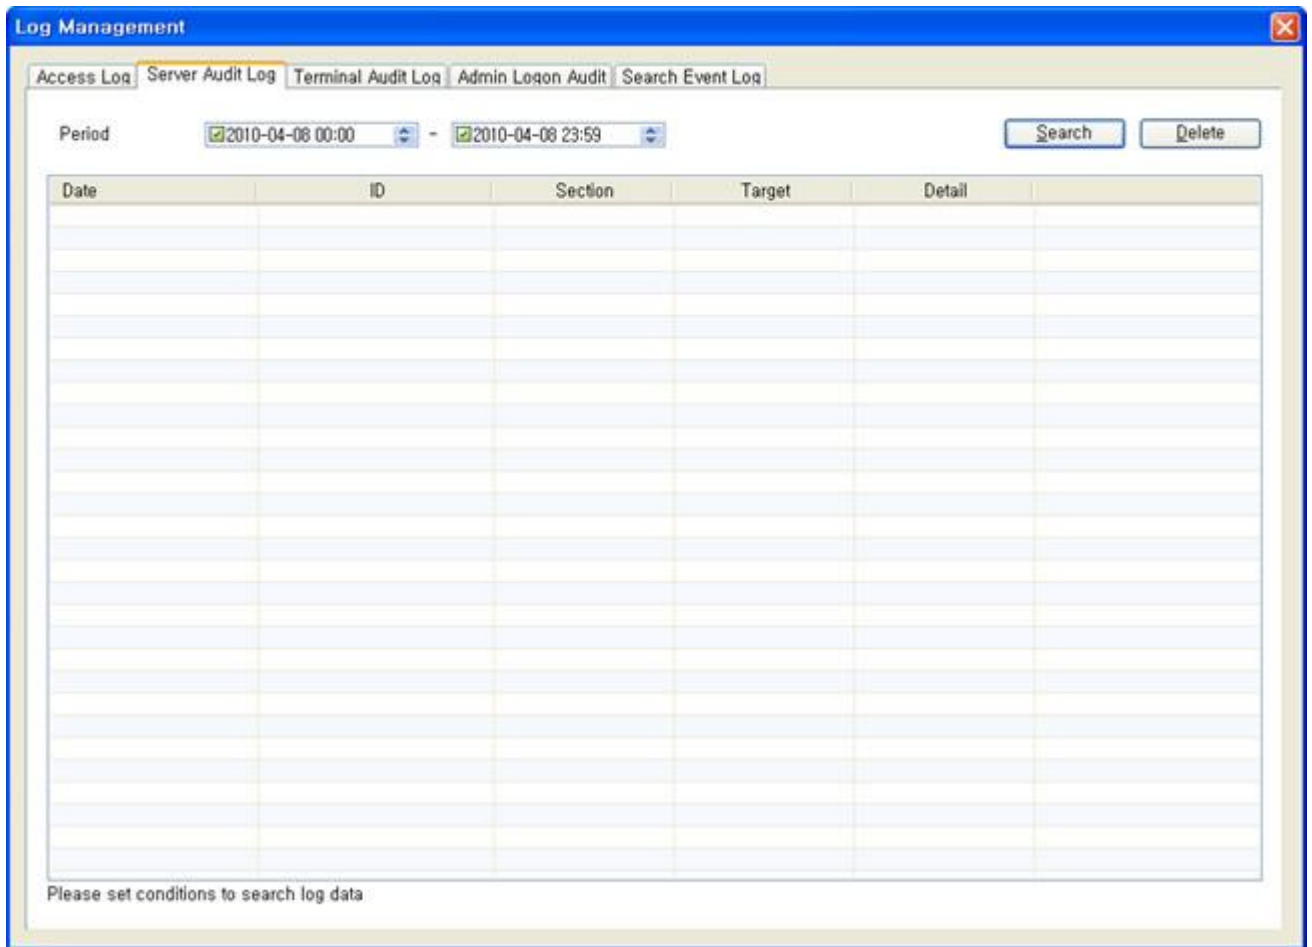 Log Management
Access Log Server Audit Log Terminal Audit Log Admin Logon Audit Search Event Log
Period 2010-04-08 00:00 - 2010-04-08 23:59 Search Delete
Date ID Section Target Detail
Please set conditions to search log data